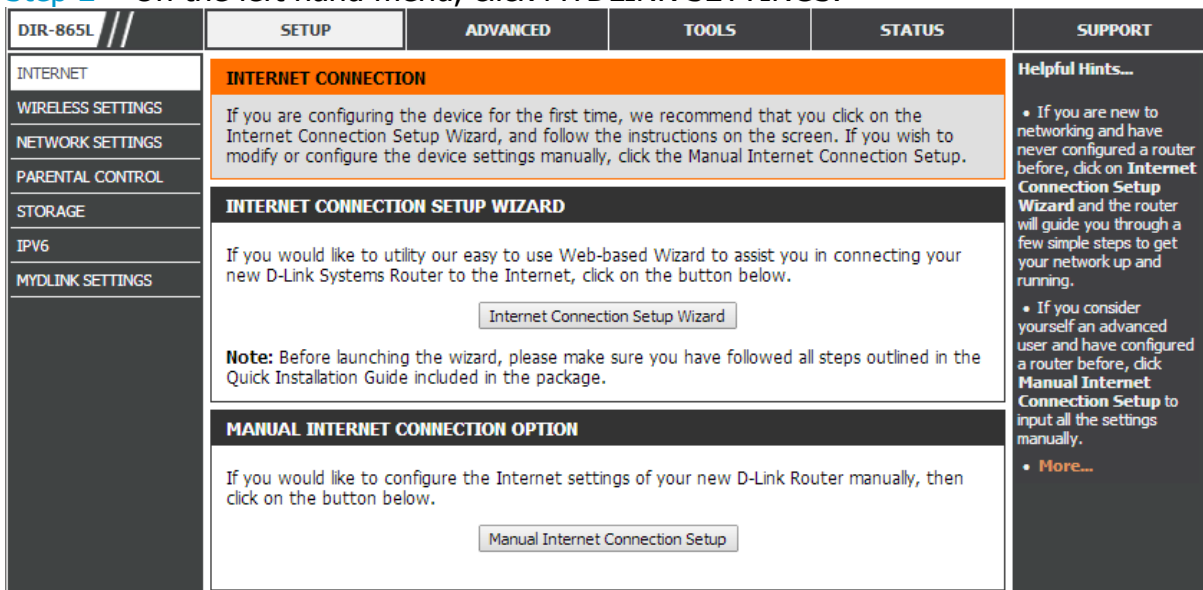 Step 2 On the left hand menu, click MYDLINK SETTINGS.
DIR-865L
SETUP
ADVANCED
TOOLS
STATUS
SUPPORT
INTERNET
WIRELESS SETTINGS
NETWORK SETTINGS
PARENTAL CONTROL
STORAGE
IPV6
MYDLINK SETTINGS
INTERNET CONNECTION
If you are configuring the device for the first time, we recommend that you click on the
Internet Connection Setup Wizard, and follow the instructions on the screen. If you wish to
modify or configure the device settings manually, click the Manual Internet Connection Setup.
INTERNET CONNECTION SETUP WIZARD
If you would like to utility our easy to use Web-based Wizard to assist you in connecting your
new D-Link Systems Router to the Internet, click on the button below.
Internet Connection Setup Wizard
Note: Before launching the wizard, please make sure you have followed all steps outlined in the
Quick Installation Guide included in the package.
MANUAL INTERNET CONNECTION OPTION
If you would like to configure the Internet settings of your new D-Link Router manually, then
click on the button below.
Manual Internet Connection Setup
Helpful Hints...
• If you are new to
networking and have
never configured a router
before, click on Internet
Connection Setup
Wizard and the router
will guide you through a
few simple steps to get
your network up and
running.
• If you consider
yourself an advanced
user and have configured
a router before, click
Manual Internet
Connection Setup to
input all the settings
manually.
• More...